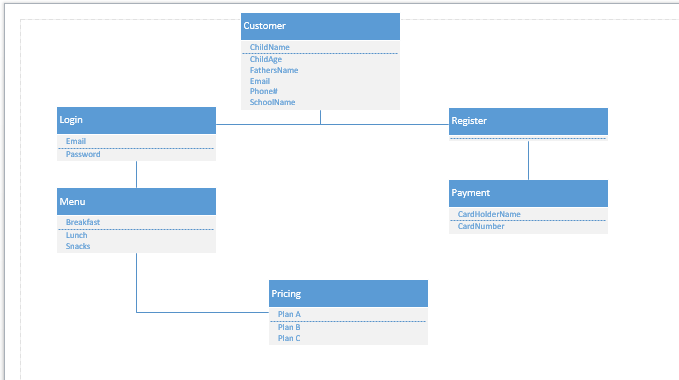 Customer
ChildName
ChildAge
FathersName
Email
Phone#
SchoolName
Login
Email
Password
Register
Menu
Breakfast
Lunch
Snacks
Payment
CardHolderName
CardNumber
Pricing
Plan A
Plan B
Plan C